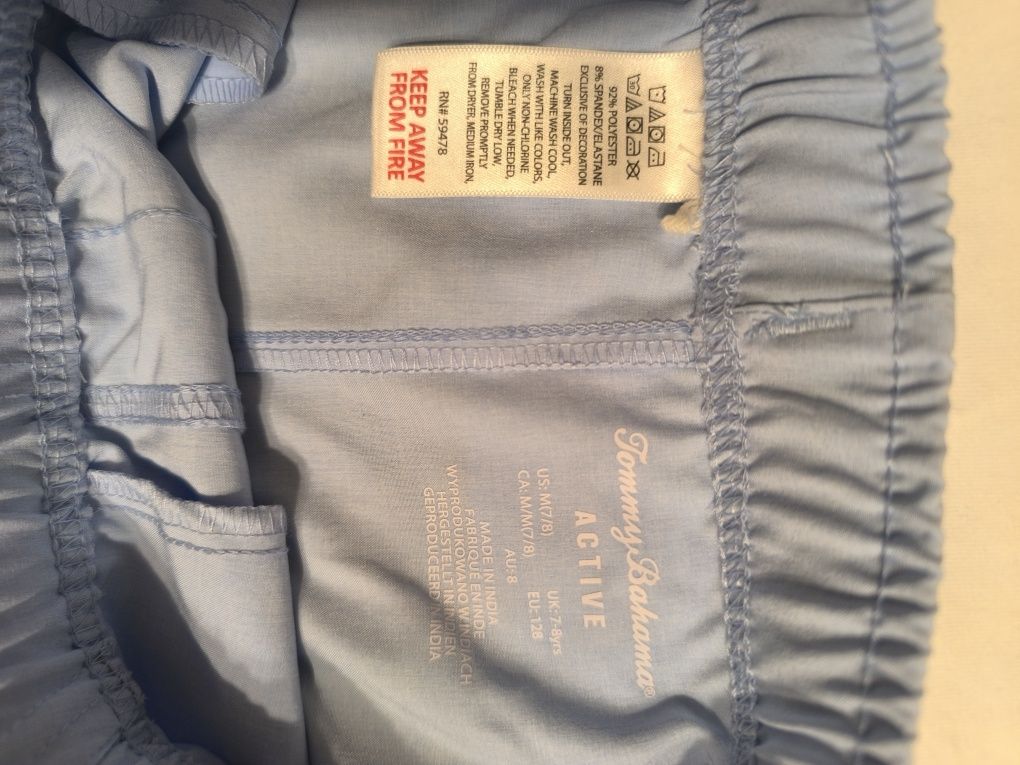 92% POLYESTER
8% SPANDEX/ELASTANE
EXCLUSIVE OF DECORATION
TURN INSIDE OUT,
MACHINE WASH COOL,
WASH WITH LIKE COLORS,
ONLY NON-CHLORINE
BLEACH WHEN NEEDED,
TUMBLE DRY LOW,
REMOVE PROMPTLY
FROM DRYER, MEDIUM IRON,
RN# 59478
KEEP AWAY
FROM FIRE
Tommy Bahama®
ACTIVE
US: M(7/8) UK: 7-8yrs
CA: M/M(7/8) EU: 128
AU: 8
MADE IN INDIA
FABRIQUE EN INDE
WYPRODUKOWANO W INDIACH
HERGESTELLT IN INDIEN
GEPRODUCEERD IN INDIA